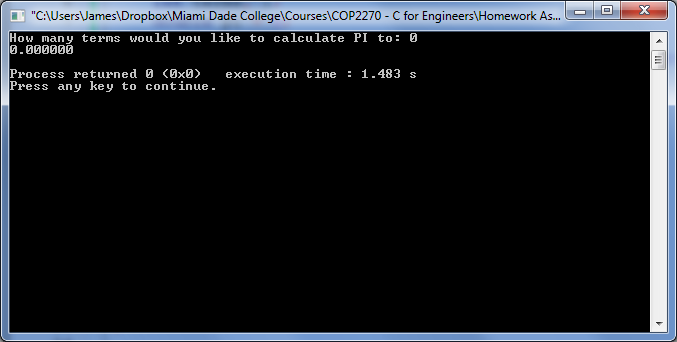 "C:\Users\James\Dropbox\Miami Dade College\Courses\COP2270 - C for Engineers\Homework As...
How many terms would you like to calculate PI to: 0
0.000000
Process returned 0 (0x0)   execution time : 1.483 s
Press any key to continue.